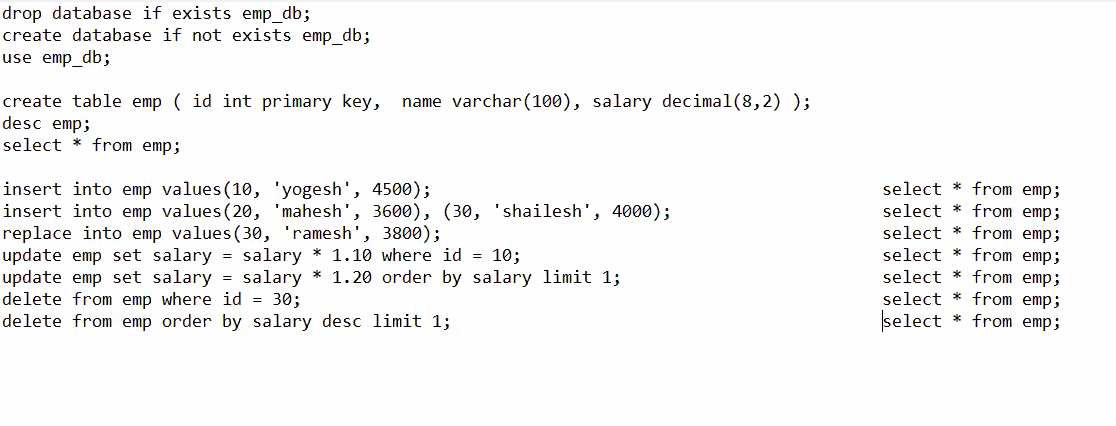 drop database if exists emp_db;
create database if not exists emp_db;
use emp_db;
create table emp ( id int primary key,  name varchar(100), salary decimal(8,2) );
desc emp;
select * from emp;
insert into emp values(10, 'yogesh', 4500); select * from emp;
insert into emp values(20, 'mahesh', 3600), (30, 'shailesh', 4000); select * from emp;
replace into emp values(30, 'ramesh', 3800); select * from emp;
update emp set salary = salary * 1.10 where id = 10; select * from emp;
update emp set salary = salary * 1.20 order by salary limit 1; select * from emp;
delete from emp where id = 30; select * from emp;
delete from emp order by salary desc limit 1; select * from emp;